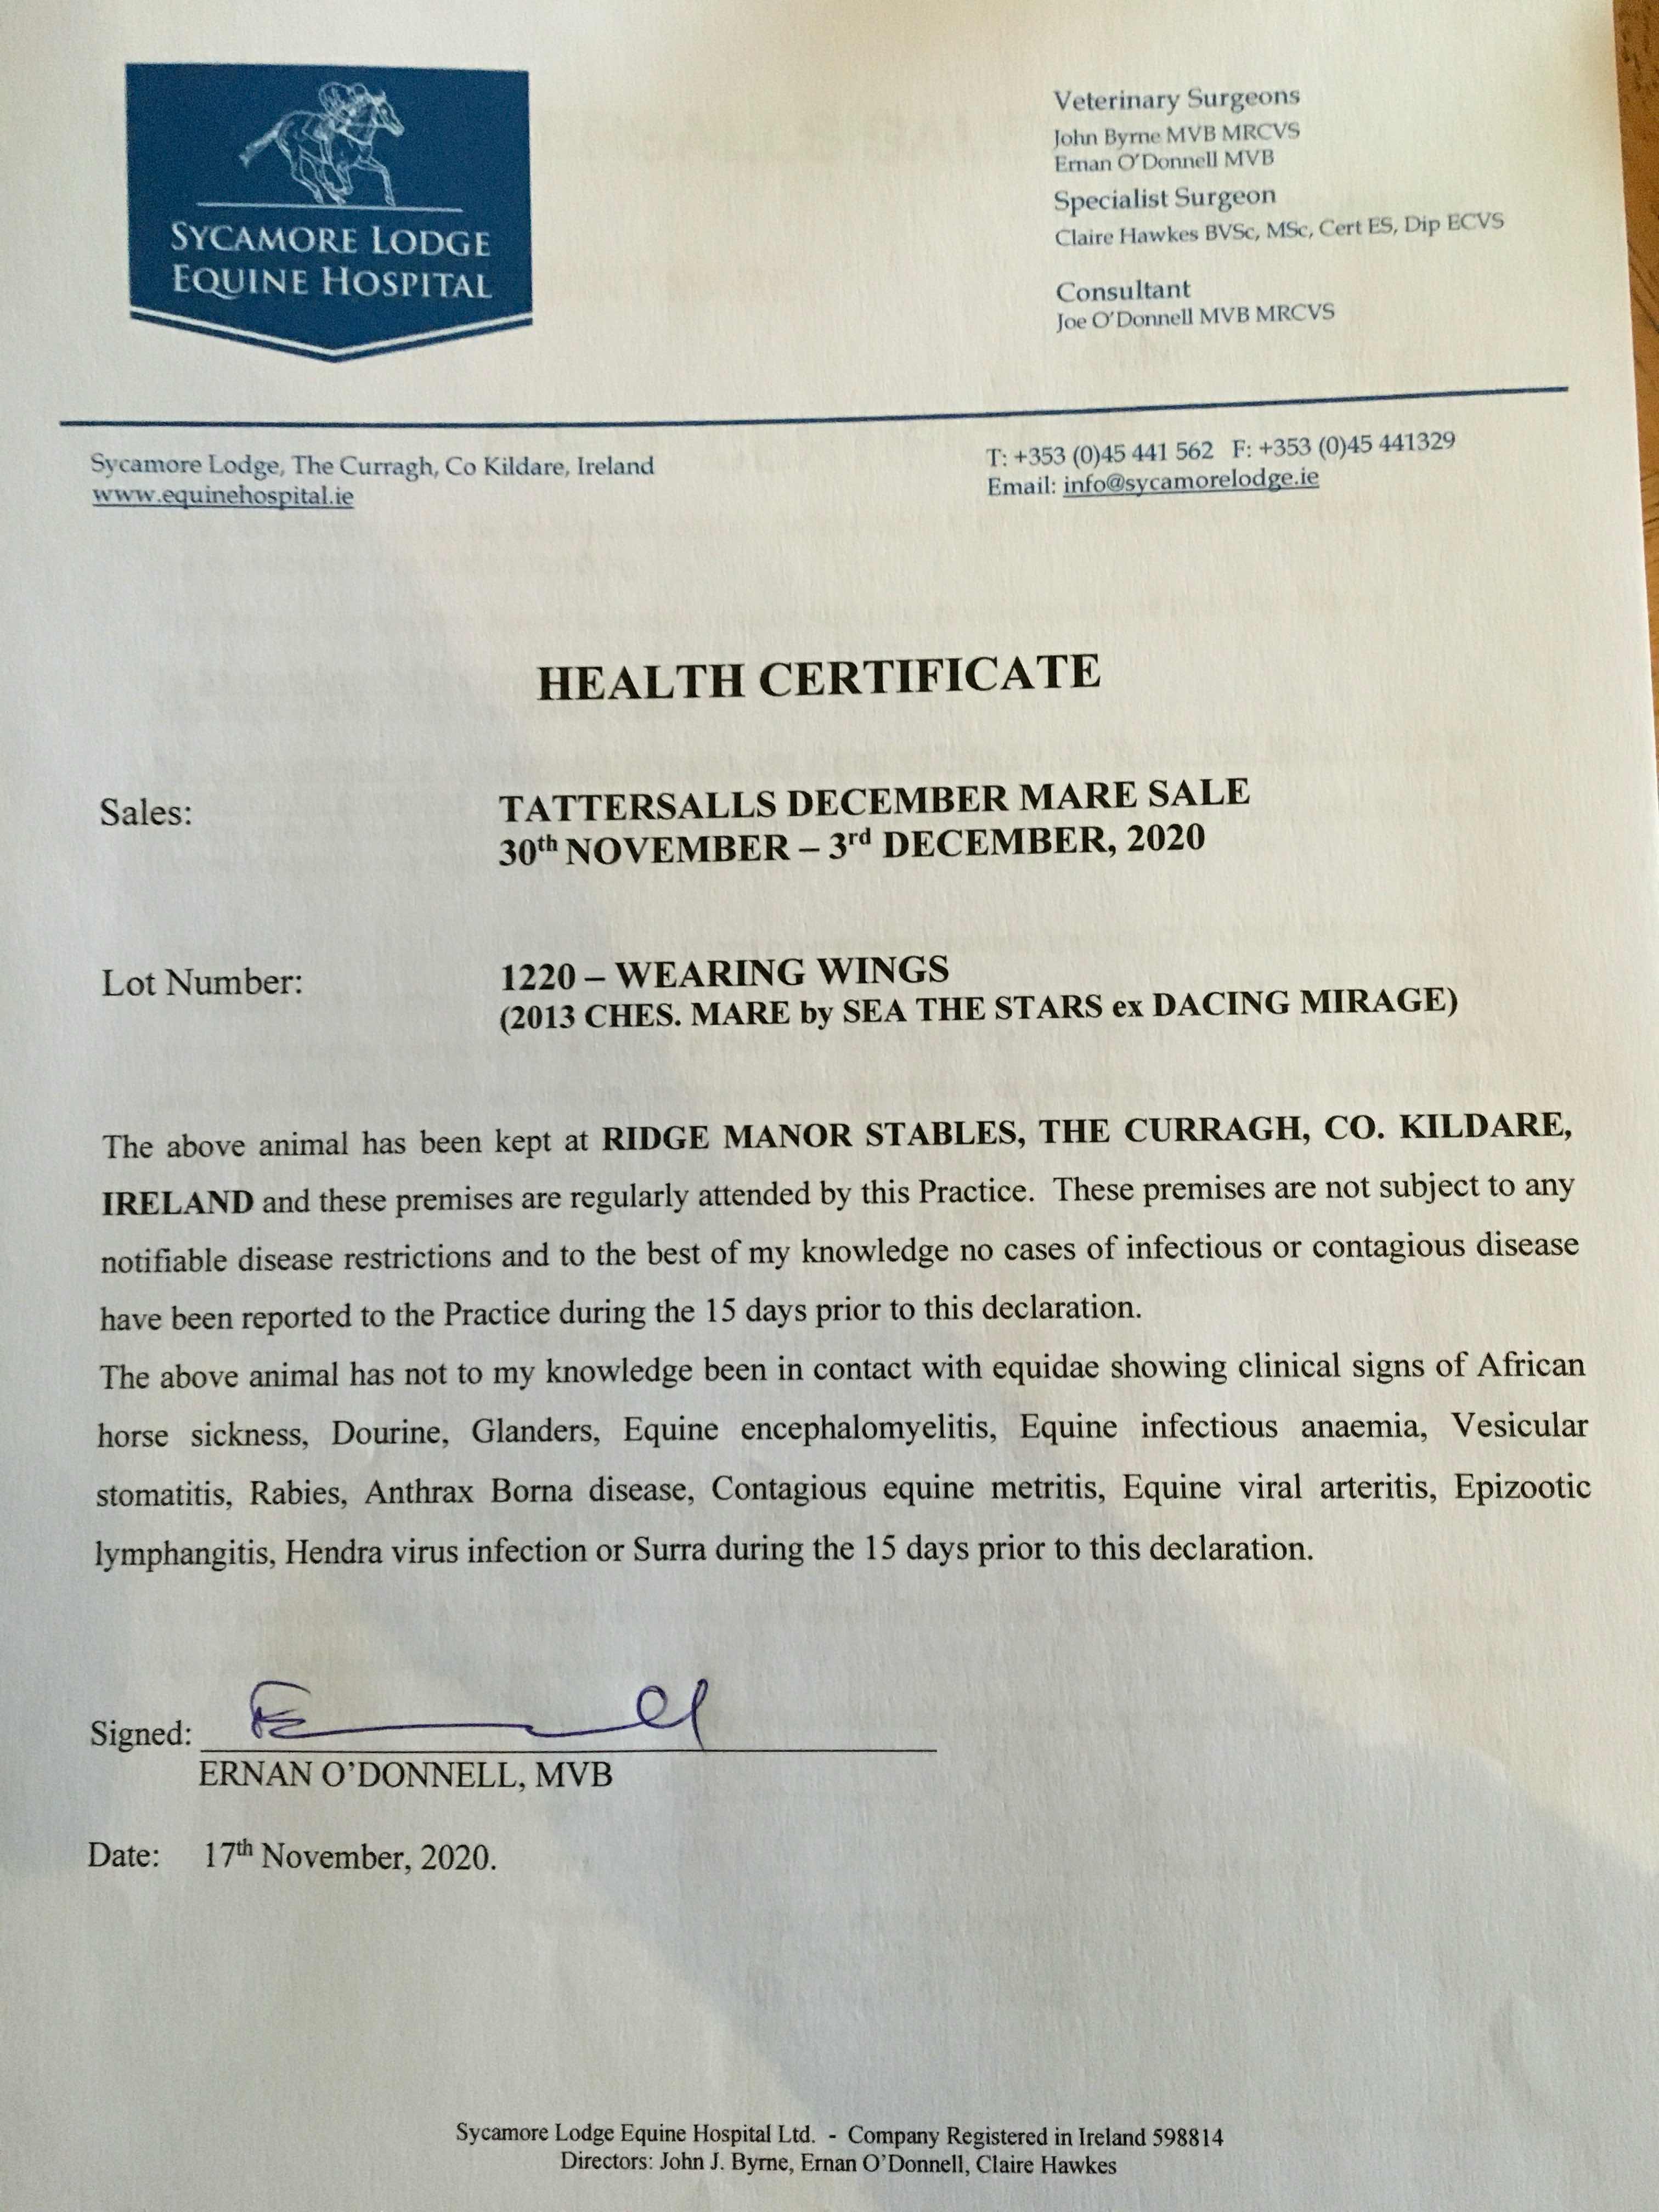 SYCAMORE LODGE
EQUINE HOSPITAL
Veterinary Surgeons
John Byrne MVB MRCVS
Ernan O'Donnell MVB
Specialist Surgeon
Claire Hawkes BVSc, MSc, Cert ES, Dip ECVS
Consultant
Joe O'Donnell MVB MRCVS
Sycamore Lodge, The Curragh, Co Kildare, Ireland
www.equinehospital.ie
T: +353 (0)45 441 562 F: +353 (0)45 441329
Email: info@sycamorelodge.ie
HEALTH CERTIFICATE
Sales: TATTERSALLS DECEMBER MARE SALE
30th NOVEMBER – 3rd DECEMBER, 2020
Lot Number: 1220 – WEARING WINGS
(2013 CHES. MARE by SEA THE STARS ex DACING MIRAGE)
The above animal has been kept at RIDGE MANOR STABLES, THE CURRAGH, CO. KILDARE,
IRELAND and these premises are regularly attended by this Practice. These premises are not subject to any
notifiable disease restrictions and to the best of my knowledge no cases of infectious or contagious disease
have been reported to the Practice during the 15 days prior to this declaration.
The above animal has not to my knowledge been in contact with equidae showing clinical signs of African
horse sickness, Dourine, Glanders, Equine encephalomyelitis, Equine infectious anaemia, Vesicular
stomatitis, Rabies, Anthrax Borna disease, Contagious equine metritis, Equine viral arteritis, Epizootic
lymphangitis, Hendra virus infection or Surra during the 15 days prior to this declaration.
Signed:
ERNAN O'DONNELL, MVB
Date: 17th November, 2020.
Sycamore Lodge Equine Hospital Ltd. - Company Registered in Ireland 598814
Directors: John J. Byrne, Ernan O'Donnell, Claire Hawkes